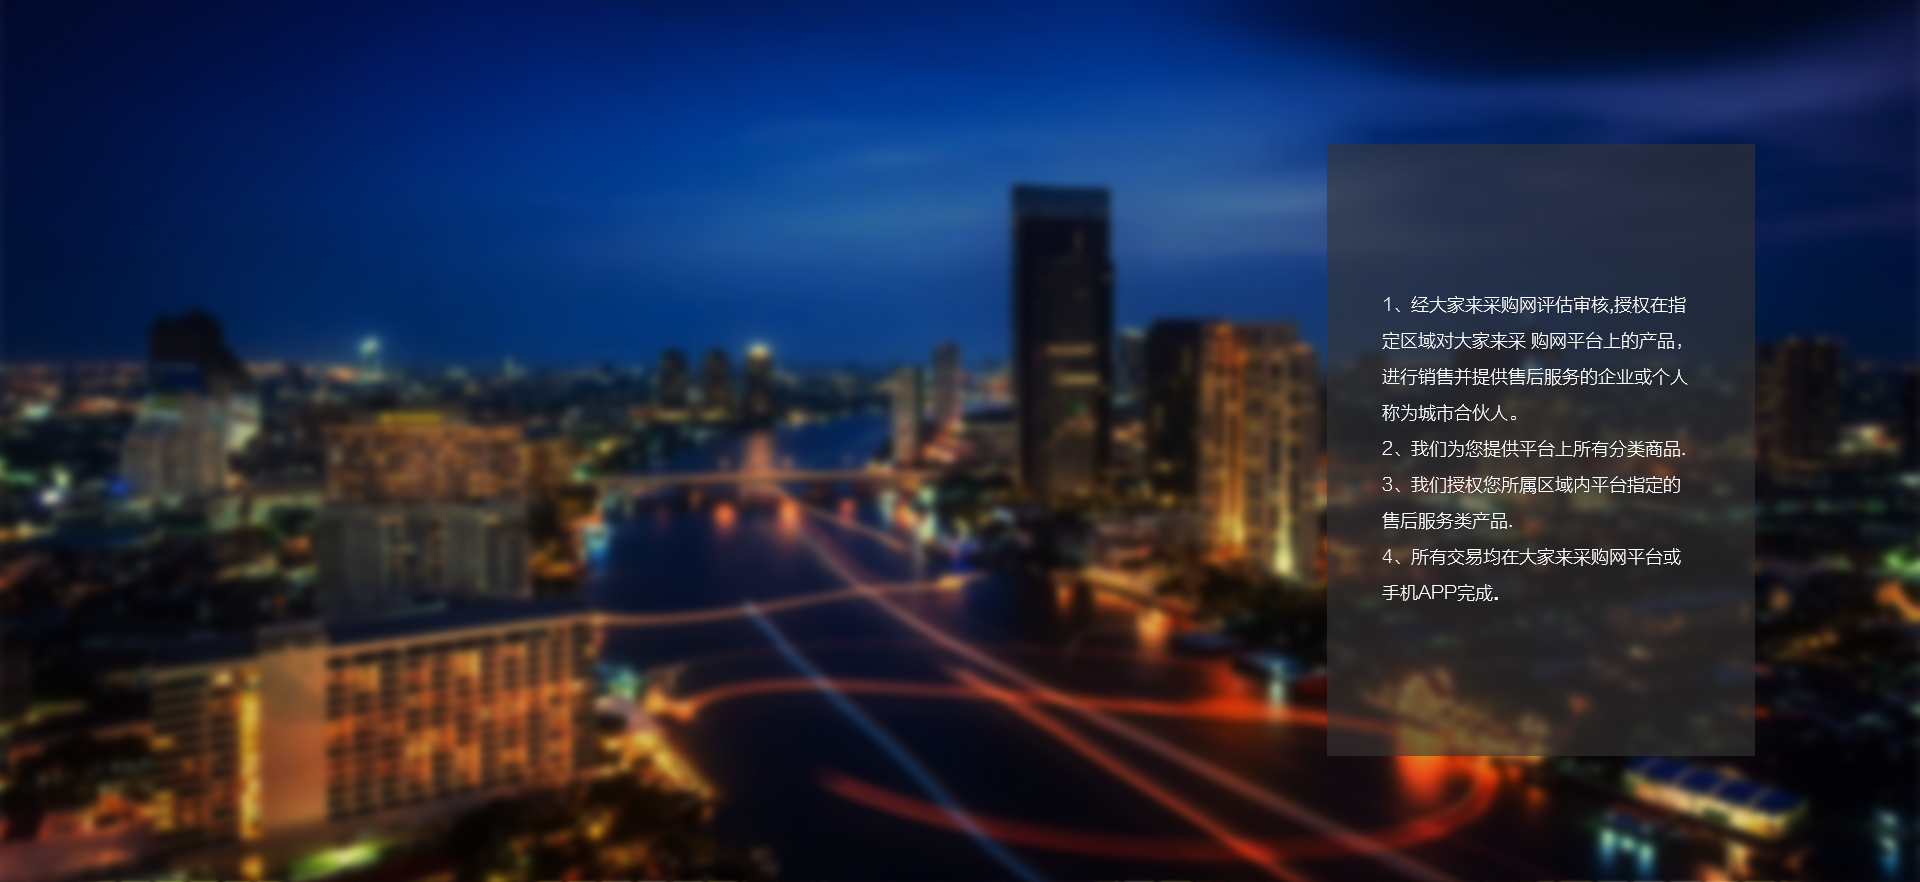 1、经大家来采购网评估审核,授权在指
定区域对大家来采 购网平台上的产品，
进行销售并提供售后服务的企业或个人
称为城市合伙人。
2、我们为您提供平台上所有分类商品.
3、我们授权您所属区域内平台指定的
售后服务类产品.
4、所有交易均在大家来采购网平台或
手机APP完成。